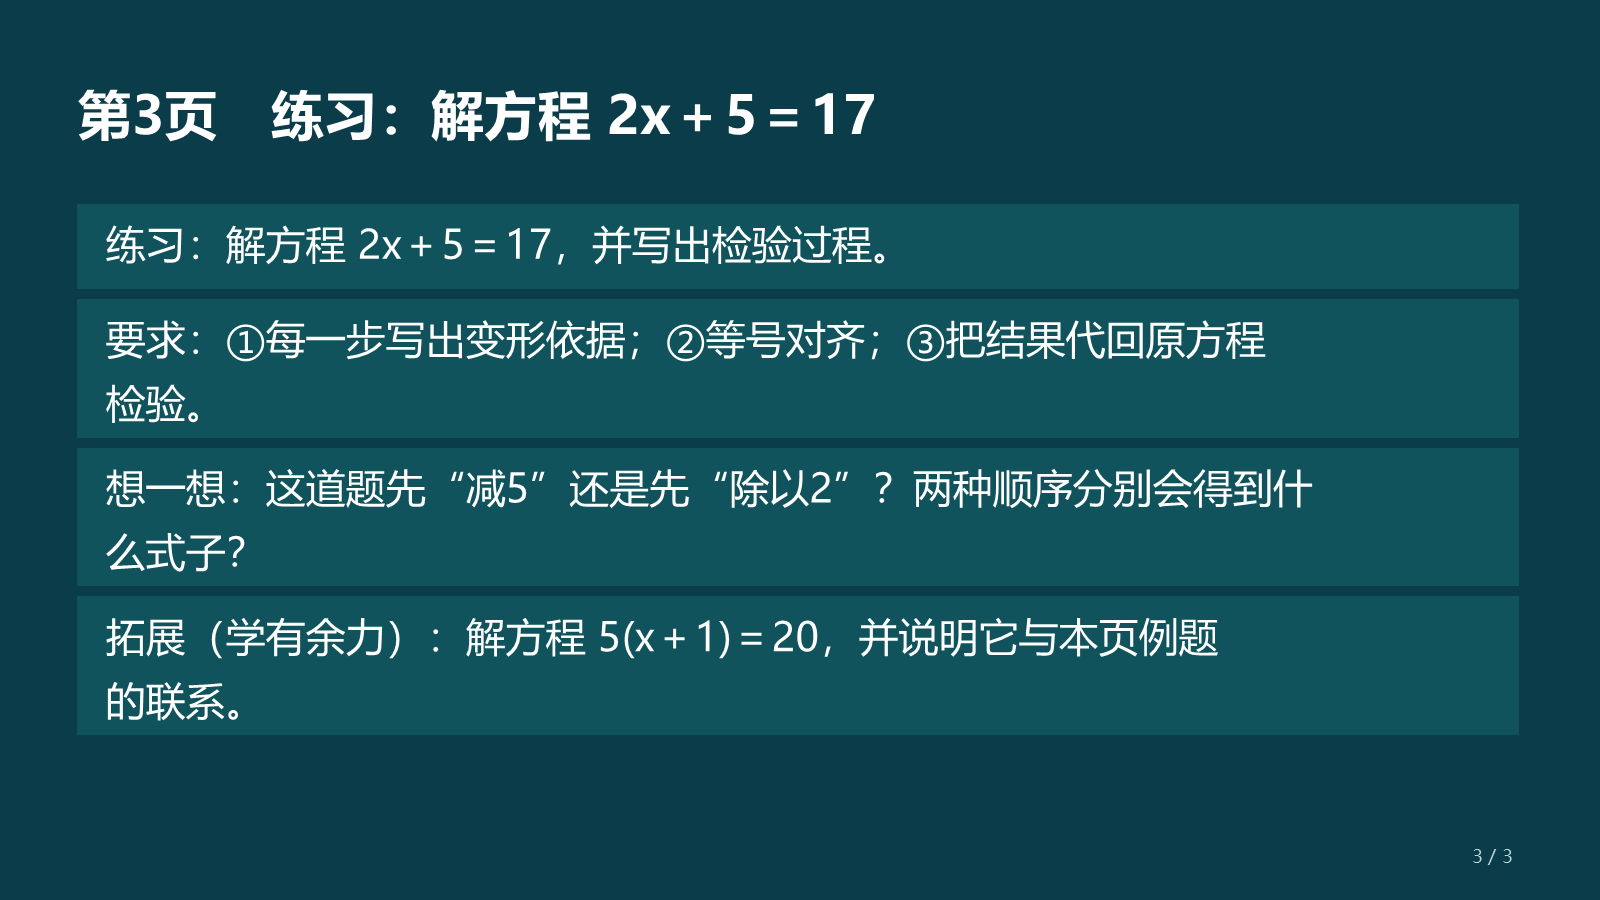 第3页　练习：解方程 2x＋5＝17
练习：解方程 2x＋5＝17，并写出检验过程。
要求：①每一步写出变形依据；②等号对齐；③把结果代回原方程
检验。
想一想：这道题先“减5”还是先“除以2”？两种顺序分别会得到什
么式子？
拓展（学有余力）：解方程 5(x＋1)＝20，并说明它与本页例题
的联系。
3 / 3